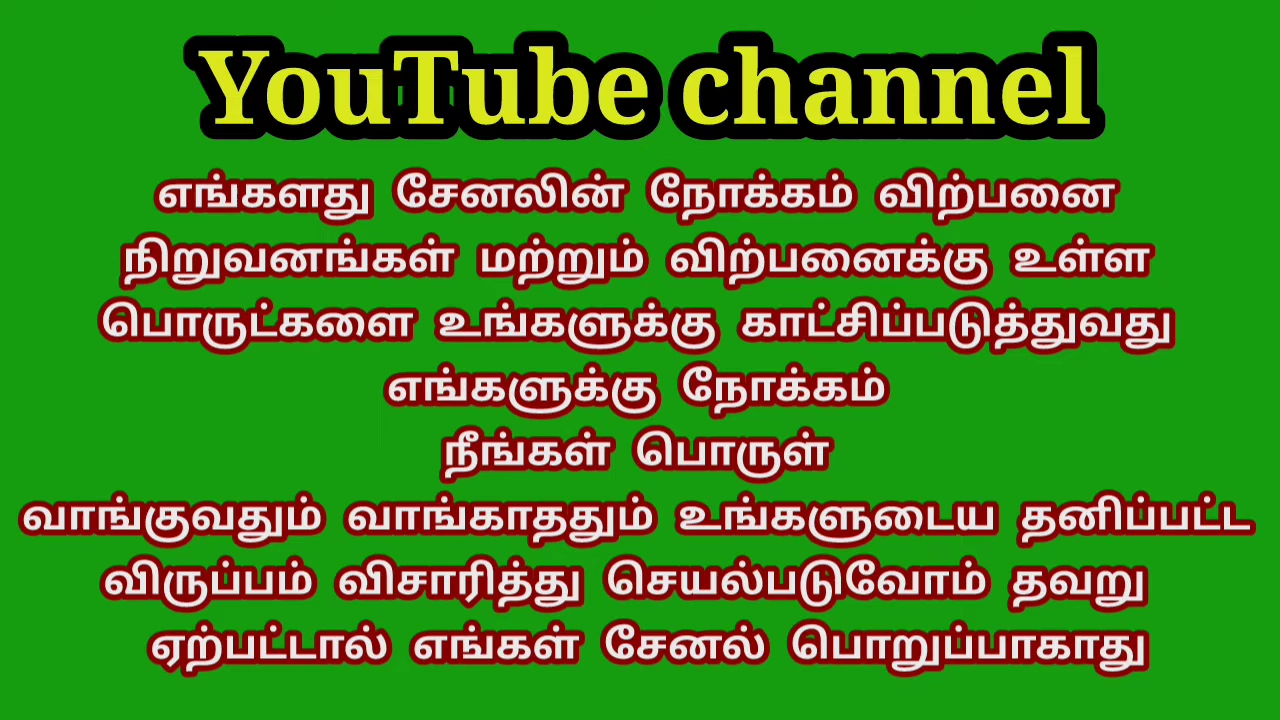 YouTube channel
எங்களது சேனலின் நோக்கம் விற்பனை
நிறுவனங்கள் மற்றும் விற்பனைக்கு உள்ள
பொருட்களை உங்களுக்கு காட்சிப்படுத்துவது
எங்களுக்கு நோக்கம்
நீங்கள் பொருள்
வாங்குவதும் வாங்காததும் உங்களுடைய தனிப்பட்ட
விருப்பம் விசாரித்து செயல்படுவோம் தவறு
ஏற்பட்டால் எங்கள் சேனல் பொறுப்பாகாது